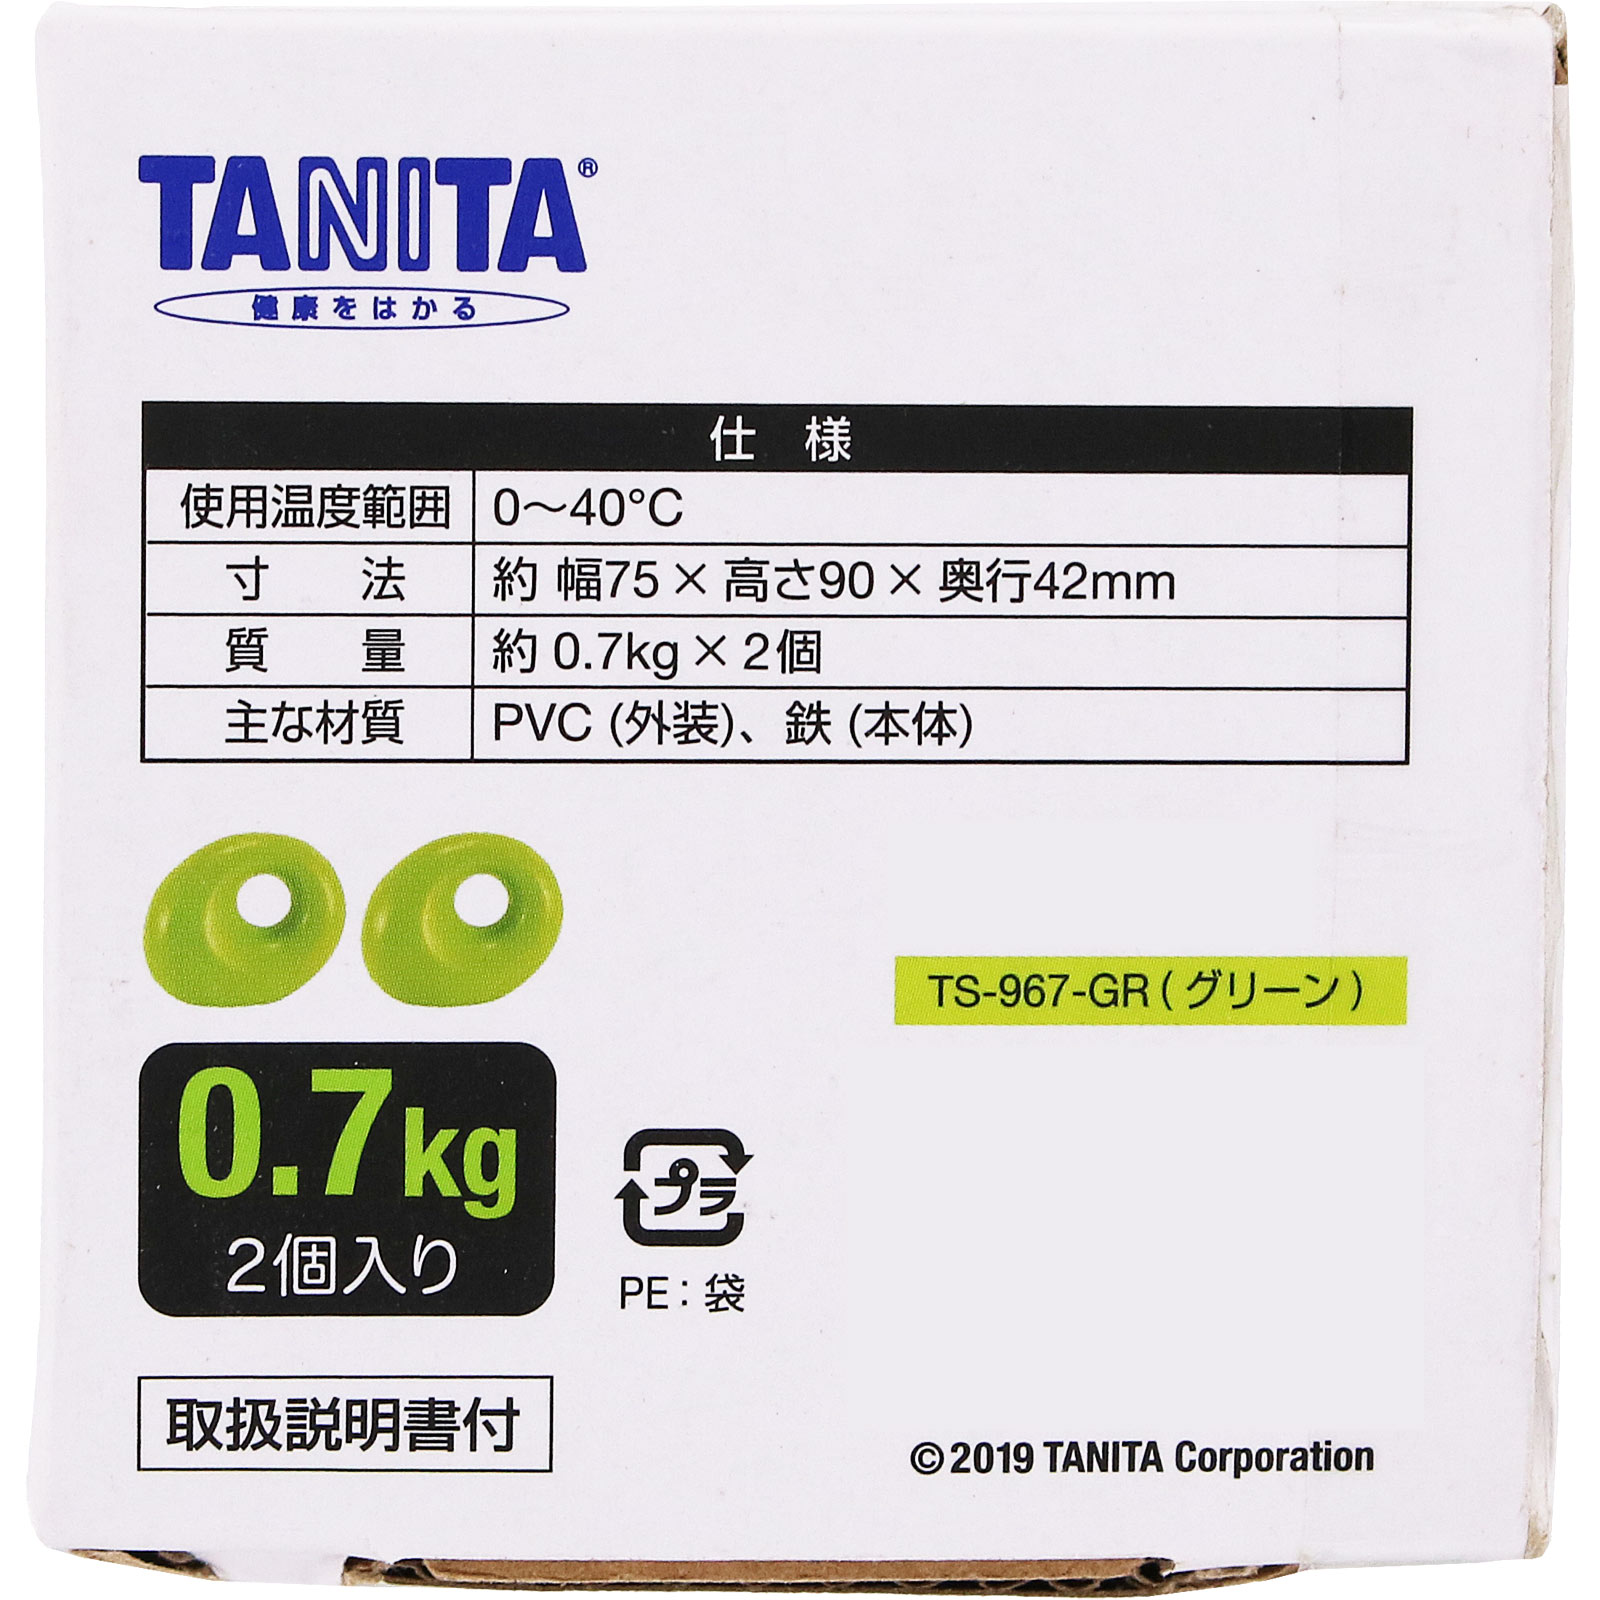 TANITA®
健康をはかる
仕様
使用温度範囲 0～40℃
寸法 約 幅75×高さ90×奥行42mm
質量 約 0.7kg×2個
主な材質 PVC (外装)、鉄 (本体)
TS-967-GR(グリーン)
0.7kg
2個入り
プラ
PE：袋
取扱説明書付
©2019 TANITA Corporation